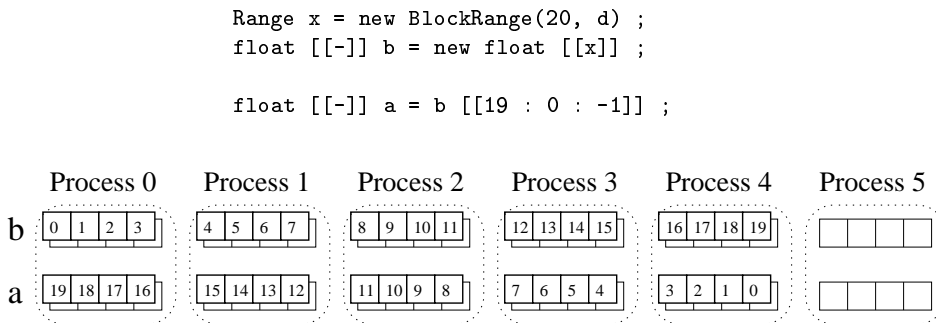 Range x = new BlockRange(20, d) ;
float [[-]] b = new float [[x]] ;
float [[-]] a = b [[19 : 0 : -1]] ;
Process 0 Process 1 Process 2 Process 3 Process 4 Process 5
b 0 1 2 3 4 5 6 7 8 9 10 11 12 13 14 15 16 17 18 19
a 19 18 17 16 15 14 13 12 11 10 9 8 7 6 5 4 3 2 1 0